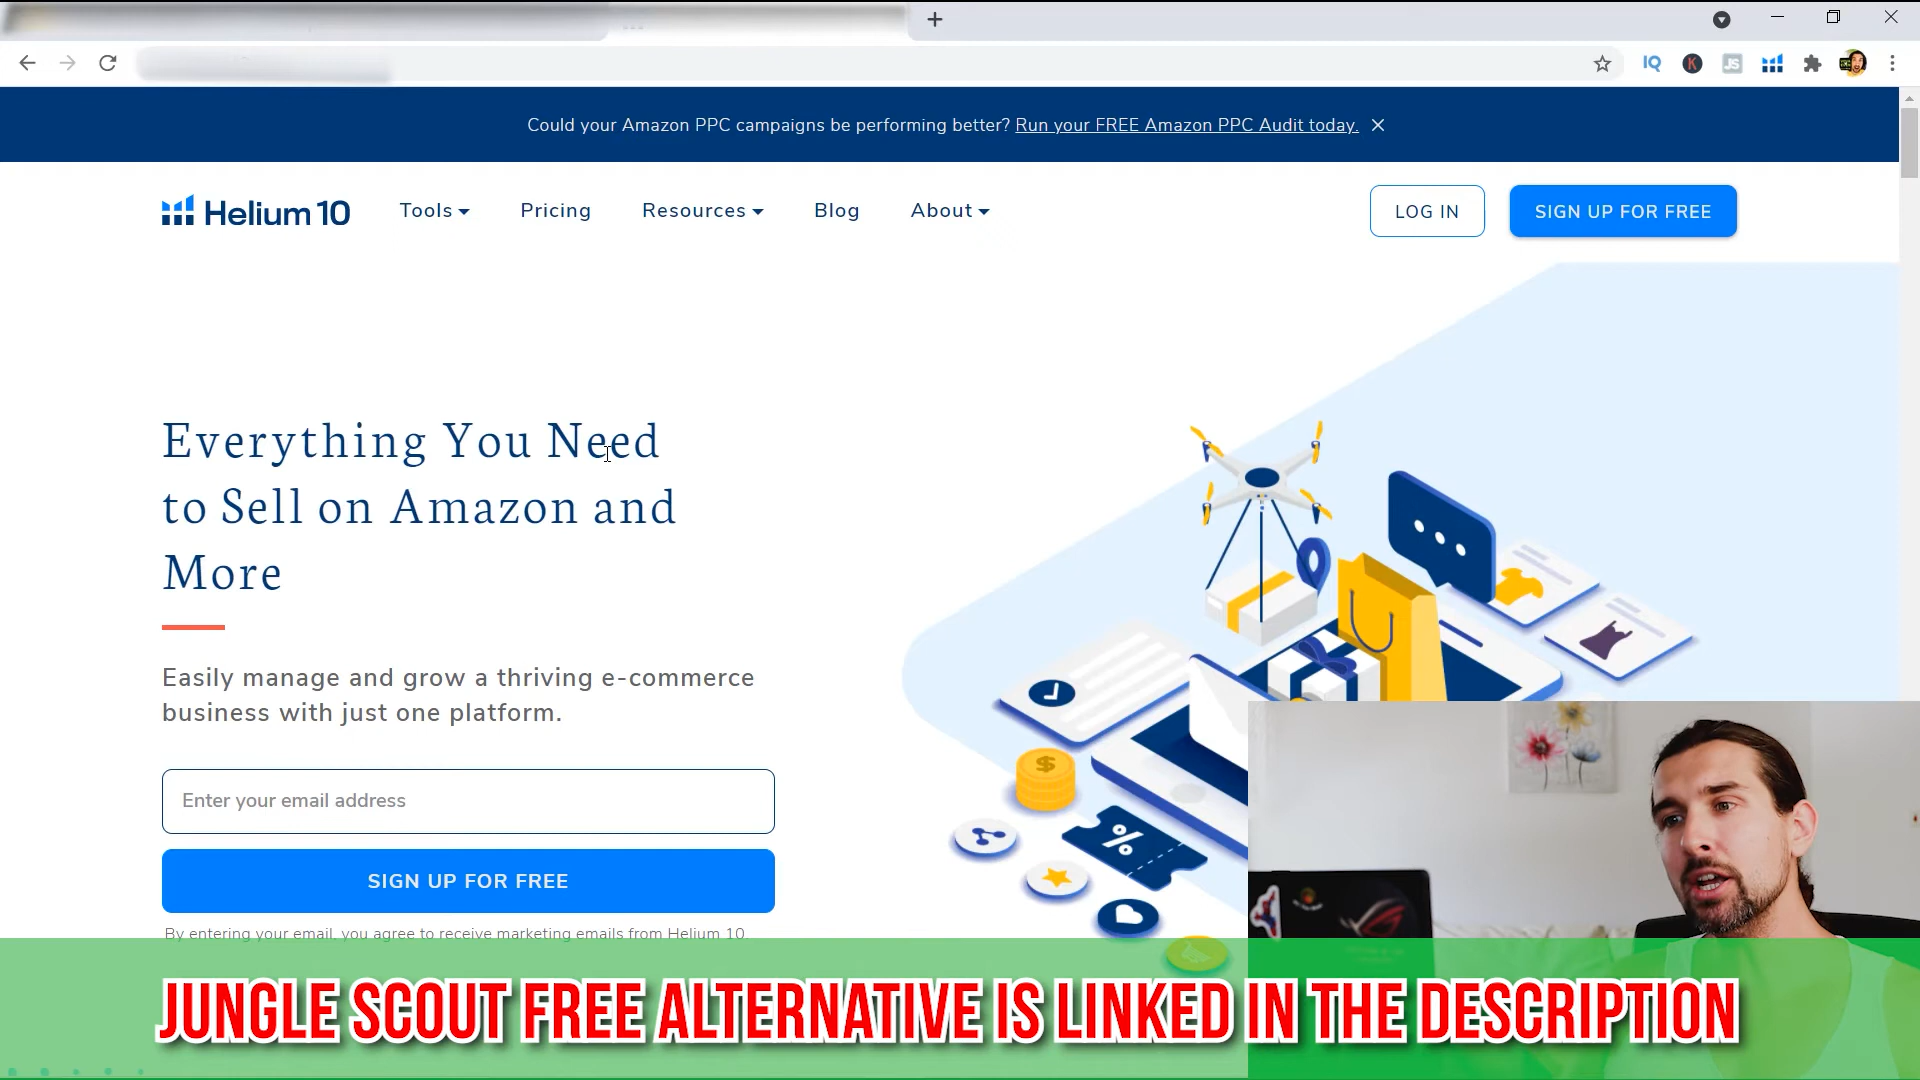 IQ
K
JS
Could your Amazon PPC campaigns be performing better? Run your FREE Amazon PPC Audit today.
Helium 10
Tools
Pricing
Resources
Blog
About
LOG IN
SIGN UP FOR FREE
Everything You Need
to Sell on Amazon and
More
Easily manage and grow a thriving e-commerce
business with just one platform.
Enter your email address
SIGN UP FOR FREE
By entering your email, you agree to receive marketing emails from Helium 10.
JUNGLE SCOUT FREE ALTERNATIVE IS LINKED IN THE DESCRIPTION